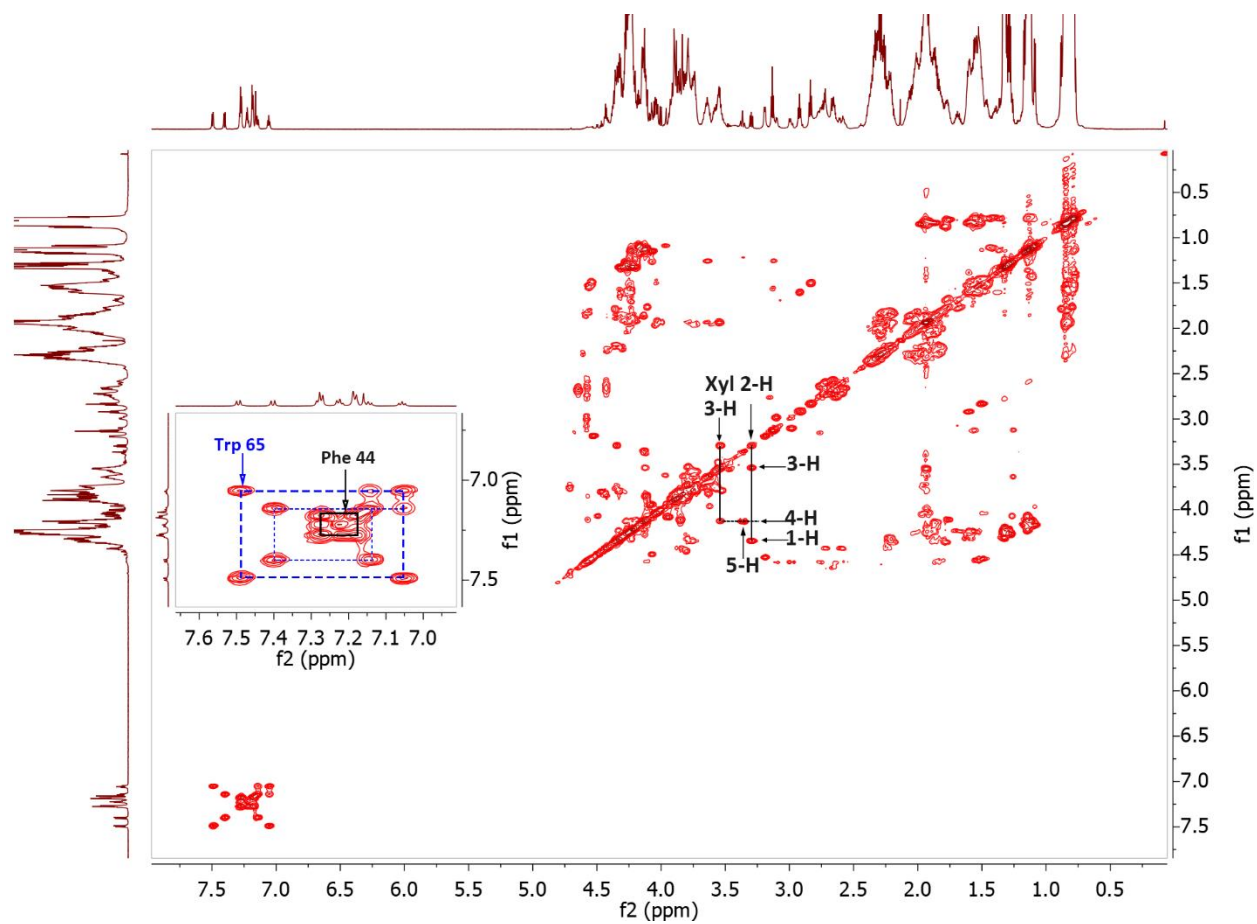 0.5
1.0
1.5
2.0
2.5
Xyl 2-H
3-H
3.0
Trp 65
Phe 44
7.0
3-H
3.5
f1 (ppm)
4-H
4.0
f1 (ppm)
1-H
5-H
4.5
7.5
5.0
7.6 7.5 7.4 7.3 7.2 7.1 7.0
f2 (ppm)
5.5
6.0
6.5
7.0
7.5
7.5 7.0 6.5 6.0 5.5 5.0 4.5 4.0 3.5 3.0 2.5 2.0 1.5 1.0 0.5
f2 (ppm)